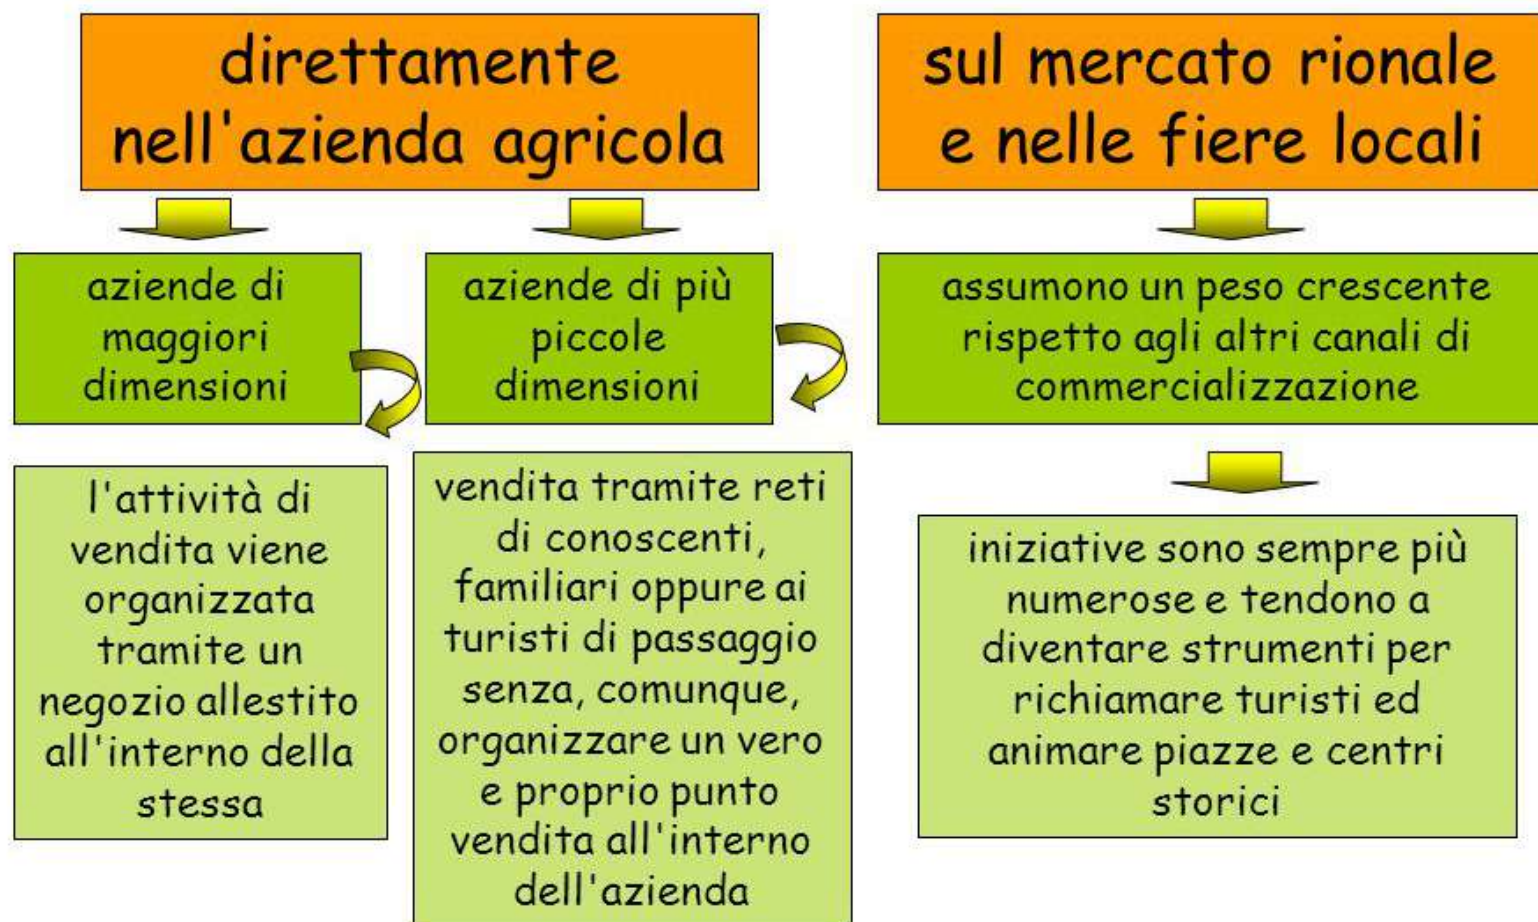 direttamente
nell'azienda agricola
sul mercato rionale
e nelle fiere locali
aziende di
maggiori
dimensioni
aziende di più
piccole
dimensioni
assumono un peso crescente
rispetto agli altri canali di
commercializzazione
l'attività di
vendita viene
organizzata
tramite un
negozio allestito
all'interno della
stessa
vendita tramite reti
di conoscenti,
familiari oppure ai
turisti di passaggio
senza, comunque,
organizzare un vero
e proprio punto
vendita all'interno
dell'azienda
iniziative sono sempre più
numerose e tendono a
diventare strumenti per
richiamare turisti ed
animare piazze e centri
storici